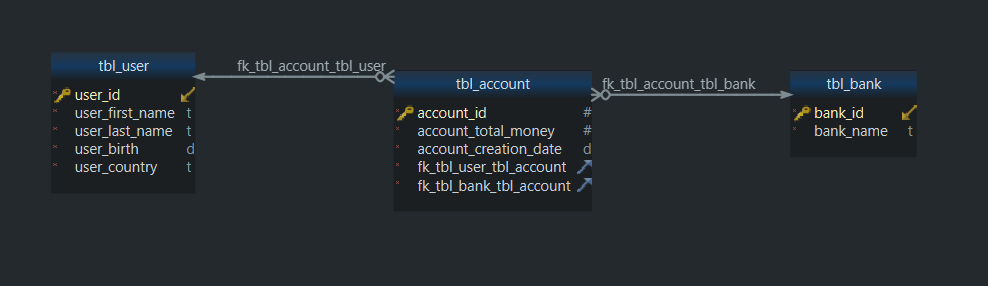 tbl_user
user_id
user_first_name t
user_last_name t
user_birth d
user_country t
fk_tbl_account_tbl_user
tbl_account
account_id #
account_total_money #
account_creation_date d
fk_tbl_user_tbl_account
fk_tbl_bank_tbl_account
fk_tbl_account_tbl_bank
tbl_bank
bank_id
bank_name t